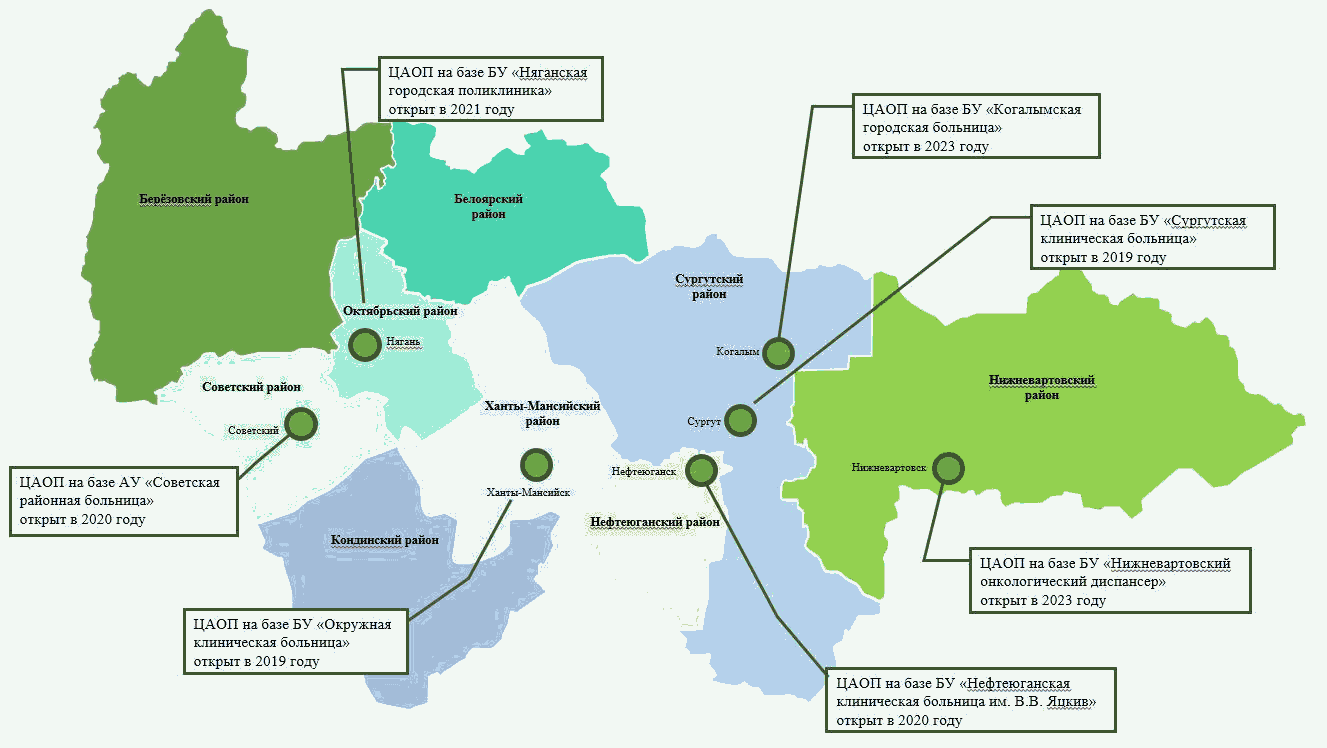 ЦАОП на базе БУ «Няганская
городская поликлиника»
открыт в 2021 году
ЦАОП на базе БУ «Когалымская
городская больница»
открыт в 2023 году
Берёзовский район
Белоярский
район
ЦАОП на базе БУ «Сургутская
клиническая больница»
открыт в 2019 году
Сургутский
район
Октябрьский район
Нягань
Когалым
Советский район
Советский
Ханты-Мансийский
район
Сургут
Нижневартовский
район
Нефтеюганск
Нижневартовск
Ханты-Мансийск
ЦАОП на базе АУ «Советская
районная больница»
открыт в 2020 году
Нефтеюганский район
Кондинский район
ЦАОП на базе БУ «Нижневартовский
онкологический диспансер»
открыт в 2023 году
ЦАОП на базе БУ «Окружная
клиническая больница»
открыт в 2019 году
ЦАОП на базе БУ «Нефтеюганская
клиническая больница им. В.В. Яцкив»
открыт в 2020 году